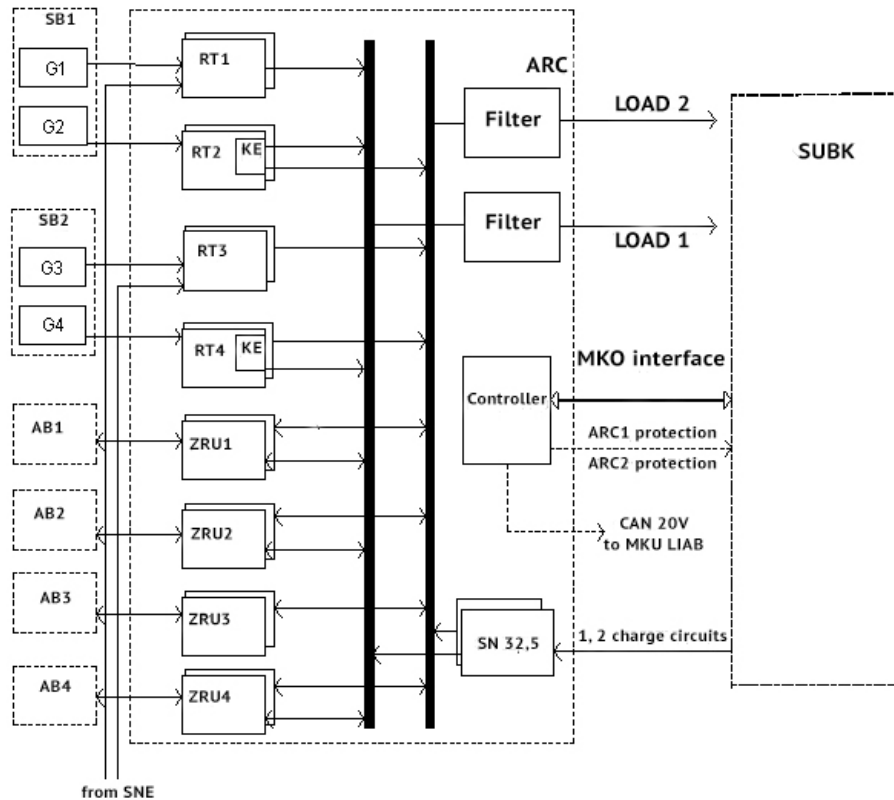 SB1
G1
G2
SB2
G3
G4
AB1
AB2
AB3
AB4
from SNE
RT1
RT2
KE
RT3
RT4
KE
ZRU1
ZRU2
ZRU3
ZRU4
ARC
Filter
Filter
Controller
SN 32,5
LOAD 2
LOAD 1
MKO interface
ARC1 protection
ARC2 protection
CAN 20V
to MKU LIAB
1, 2 charge circuits
SUBK